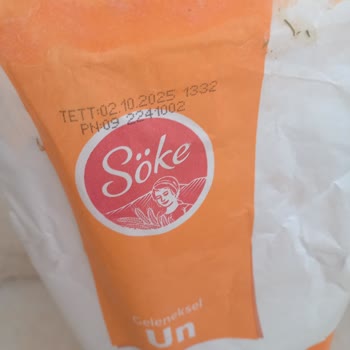 TETT:02.10.2025 1332
PN:09 2241002
Söke
Geleneksel
Un